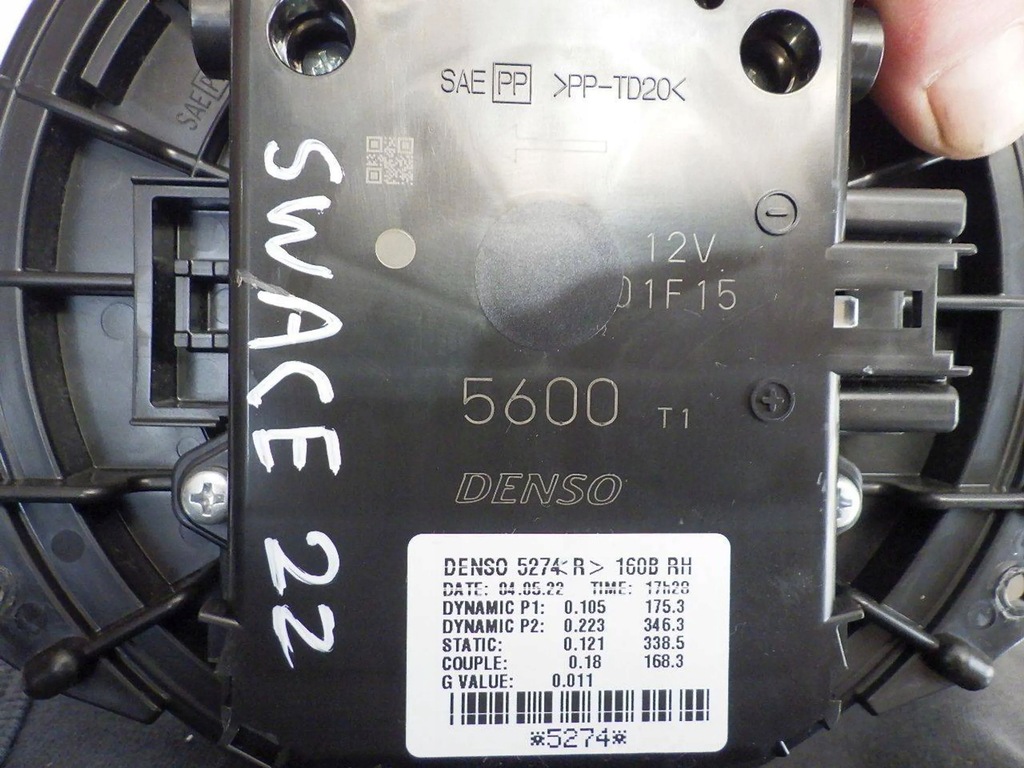 SAE PP >PP-TD20<
SAE
SWACE 22
12V
01F15
5600 T1
DENSO
DENSO 5274<R> 160B RH
DATE: 04.05.22 TIME: 17h28
DYNAMIC P1: 0.105 175.3
DYNAMIC P2: 0.223 346.3
STATIC: 0.121 338.5
COUPLE: 0.18 168.3
G VALUE: 0.011
*5274*